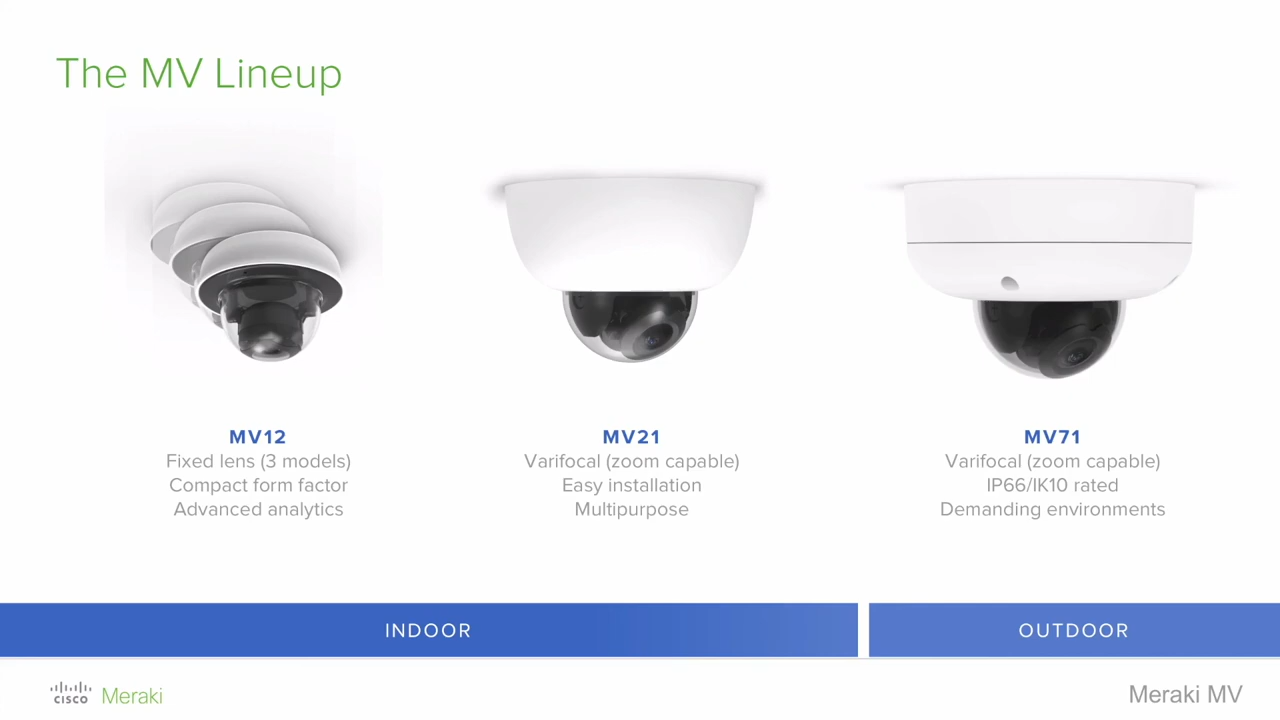 The MV Lineup
MV12
Fixed lens (3 models)
Compact form factor
Advanced analytics
MV21
Varifocal (zoom capable)
Easy installation
Multipurpose
MV71
Varifocal (zoom capable)
IP66/IK10 rated
Demanding environments
INDOOR
OUTDOOR
CISCO Meraki
Meraki MV